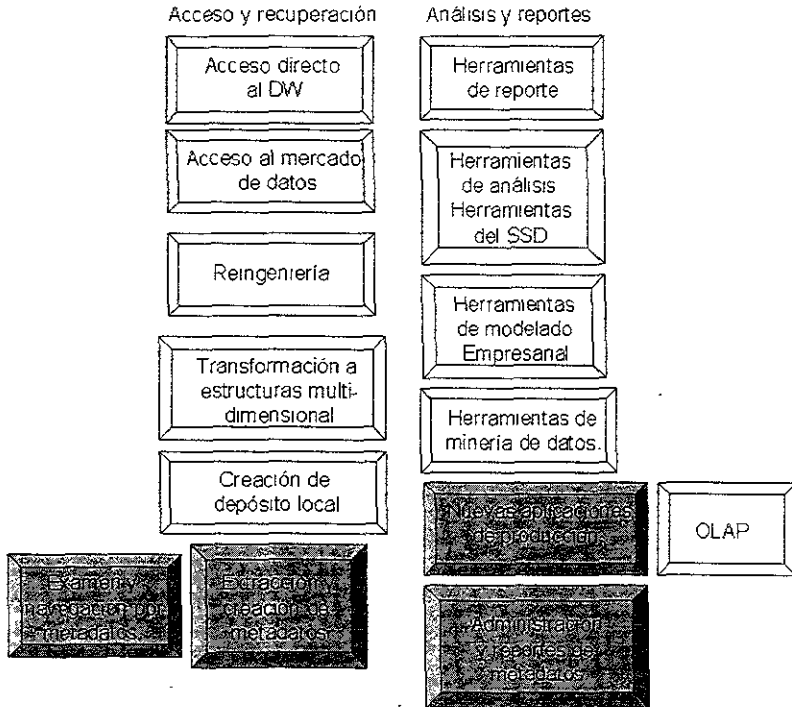 Acceso y recuperación
Acceso directo
al DW
Acceso al mercado
de datos
Reingeniería
Transformación a
estructuras multi-
dimensional
Creación de
depósito local
Examen y
navegación por
metadatos.
Extracción y
creación de
metadatos
Análisis y reportes
Herramientas
de reporte
Herramientas
de análisis
Herramientas
del SSD
Herramientas
de modelado
Empresarial
Herramientas de
minería de datos.
Nuevas aplicaciones
de producción
OLAP
Administración
y reportes de
metadatos